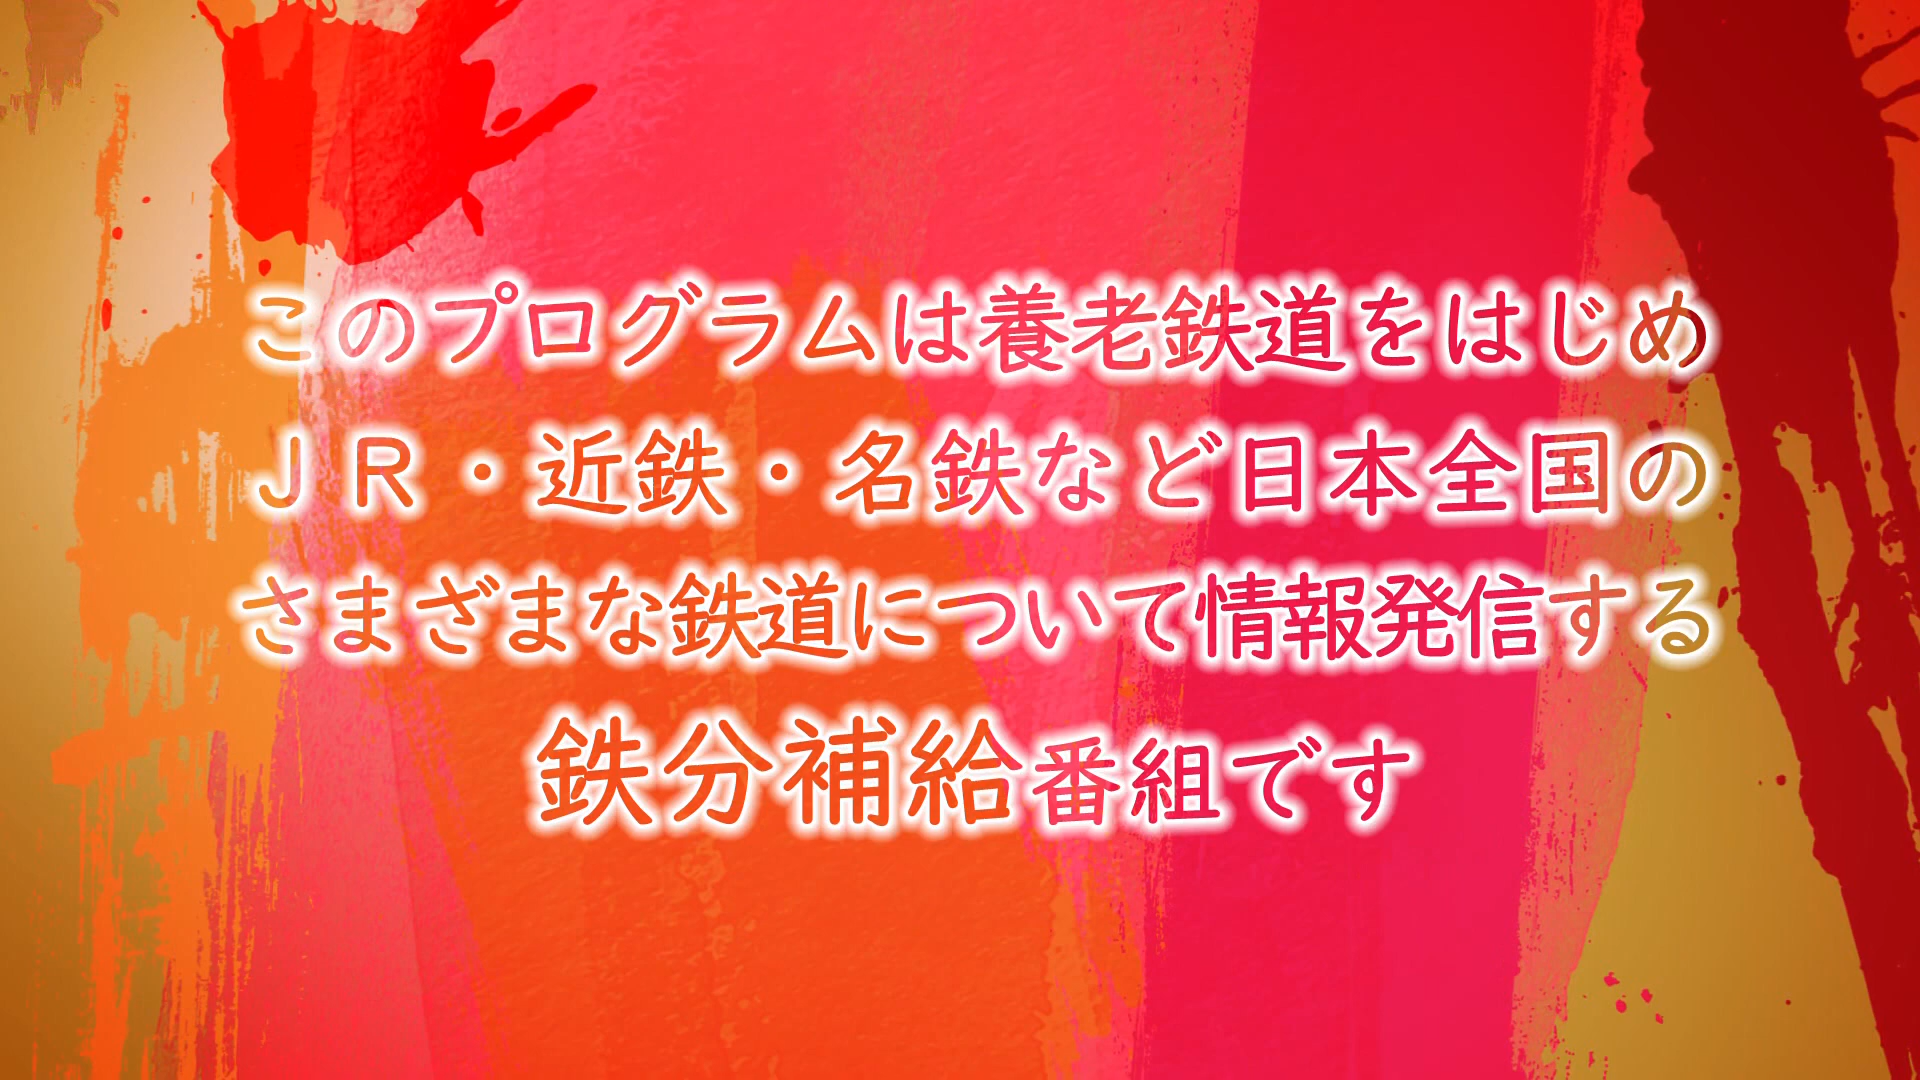 このプログラムは養老鉄道をはじめ
ＪＲ・近鉄・名鉄など日本全国の
さまざまな鉄道について情報発信する
鉄分補給番組です